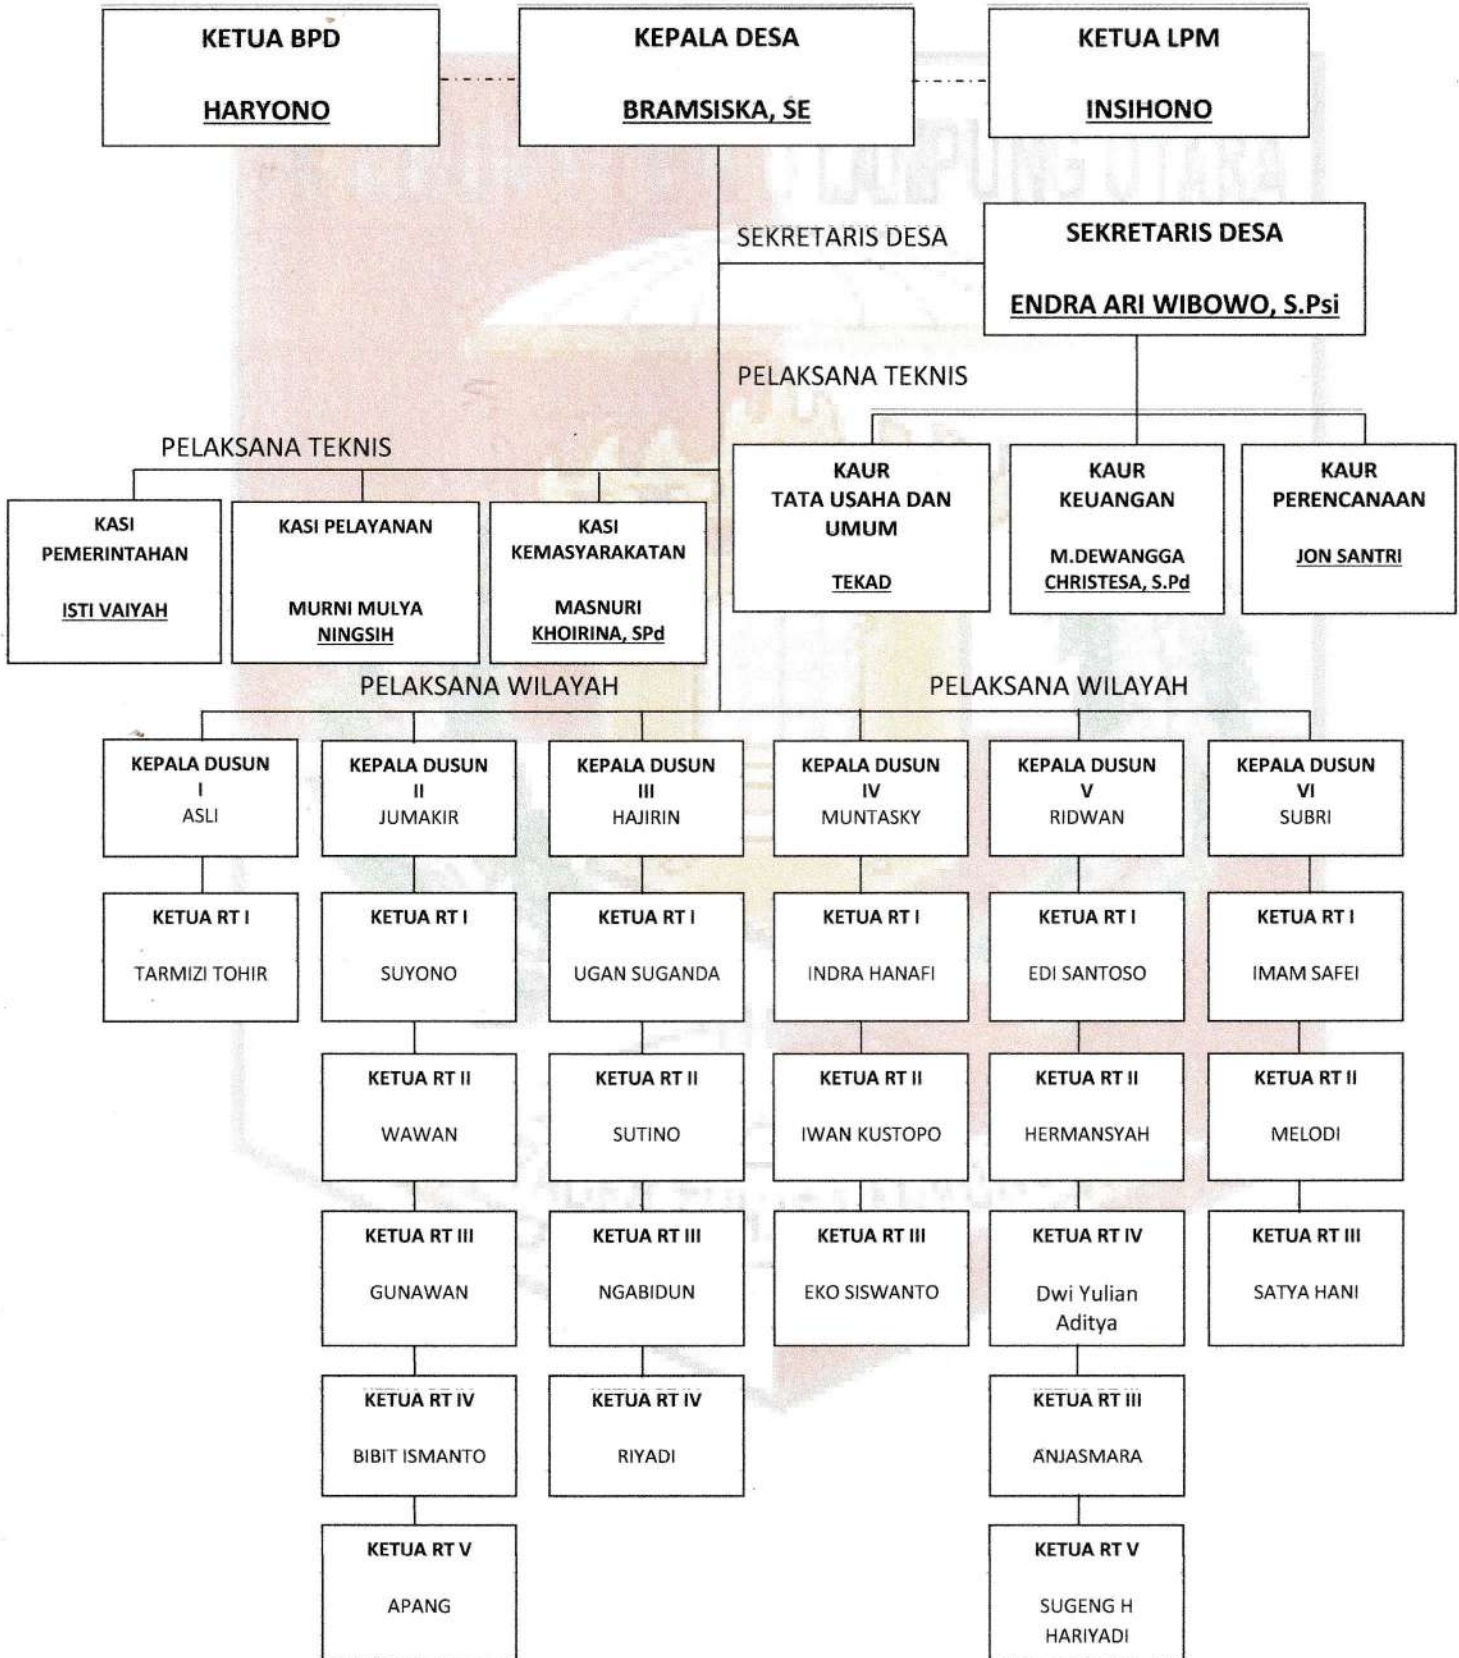 KETUA BPD
HARYONO
KEPALA DESA
BRAMSISKA, SE
KETUA LPM
INSIHONO
SEKRETARIS DESA
SEKRETARIS DESA
ENDRA ARI WIBOWO, S.Psi
PELAKSANA TEKNIS
KAUR
TATA USAHA DAN
UMUM
TEKAD
KAUR
KEUANGAN
M.DEWANGGA
CHRISTESA, S.Pd
KAUR
PERENCANAAN
JON SANTRI
PELAKSANA TEKNIS
KASI
PEMERINTAHAN
ISTI VAIYAH
KASI PELAYANAN
MURNI MULYA
NINGSIH
KASI
KEMASYARAKATAN
MASNURI
KHOIRINA, SPd
PELAKSANA WILAYAH
PELAKSANA WILAYAH
KEPALA DUSUN
I
ASLI
KEPALA DUSUN
II
JUMAKIR
KEPALA DUSUN
III
HAJIRIN
KEPALA DUSUN
IV
MUNTASKY
KEPALA DUSUN
V
RIDWAN
KEPALA DUSUN
VI
SUBRI
KETUA RT I
TARMIZI TOHIR
KETUA RT I
SUYONO
KETUA RT I
UGAN SUGANDA
KETUA RT I
INDRA HANAFI
KETUA RT I
EDI SANTOSO
KETUA RT I
IMAM SAFEI
KETUA RT II
WAWAN
KETUA RT II
SUTINO
KETUA RT II
IWAN KUSTOPO
KETUA RT II
HERMANSYAH
KETUA RT II
MELODI
KETUA RT III
GUNAWAN
KETUA RT III
NGABIDUN
KETUA RT III
EKO SISWANTO
KETUA RT IV
Dwi Yulian
Aditya
KETUA RT III
SATYA HANI
KETUA RT IV
BIBIT ISMANTO
KETUA RT IV
RIYADI
KETUA RT III
ANJASMARA
KETUA RT V
APANG
KETUA RT V
SUGENG H
HARIYADI